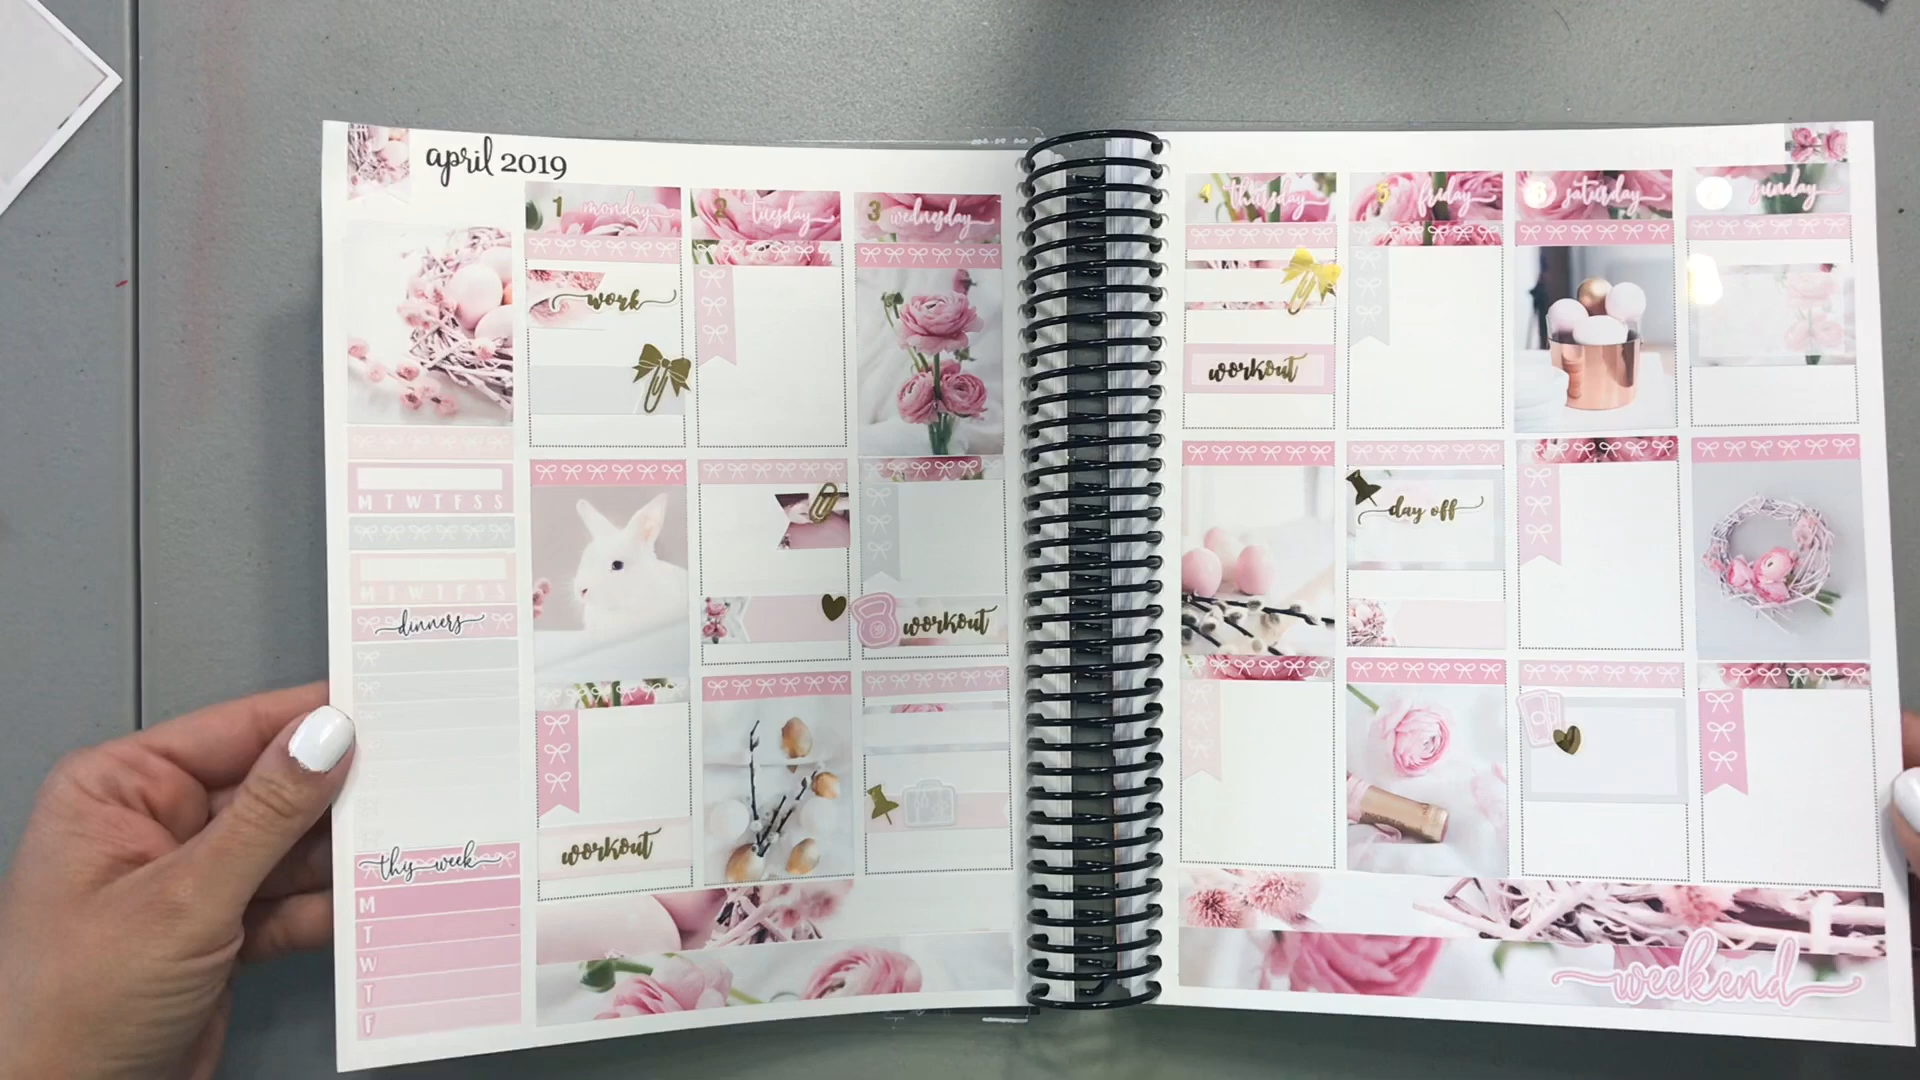 april 2019
1 monday
2 tuesday
3 wednesday
4 thursday
5 friday
6 saturday
7 sunday
work
workout
M T W T F S S
day off
M T W T F S S
dinners
workout
workout
thy week
M
T
W
T
F
weekend